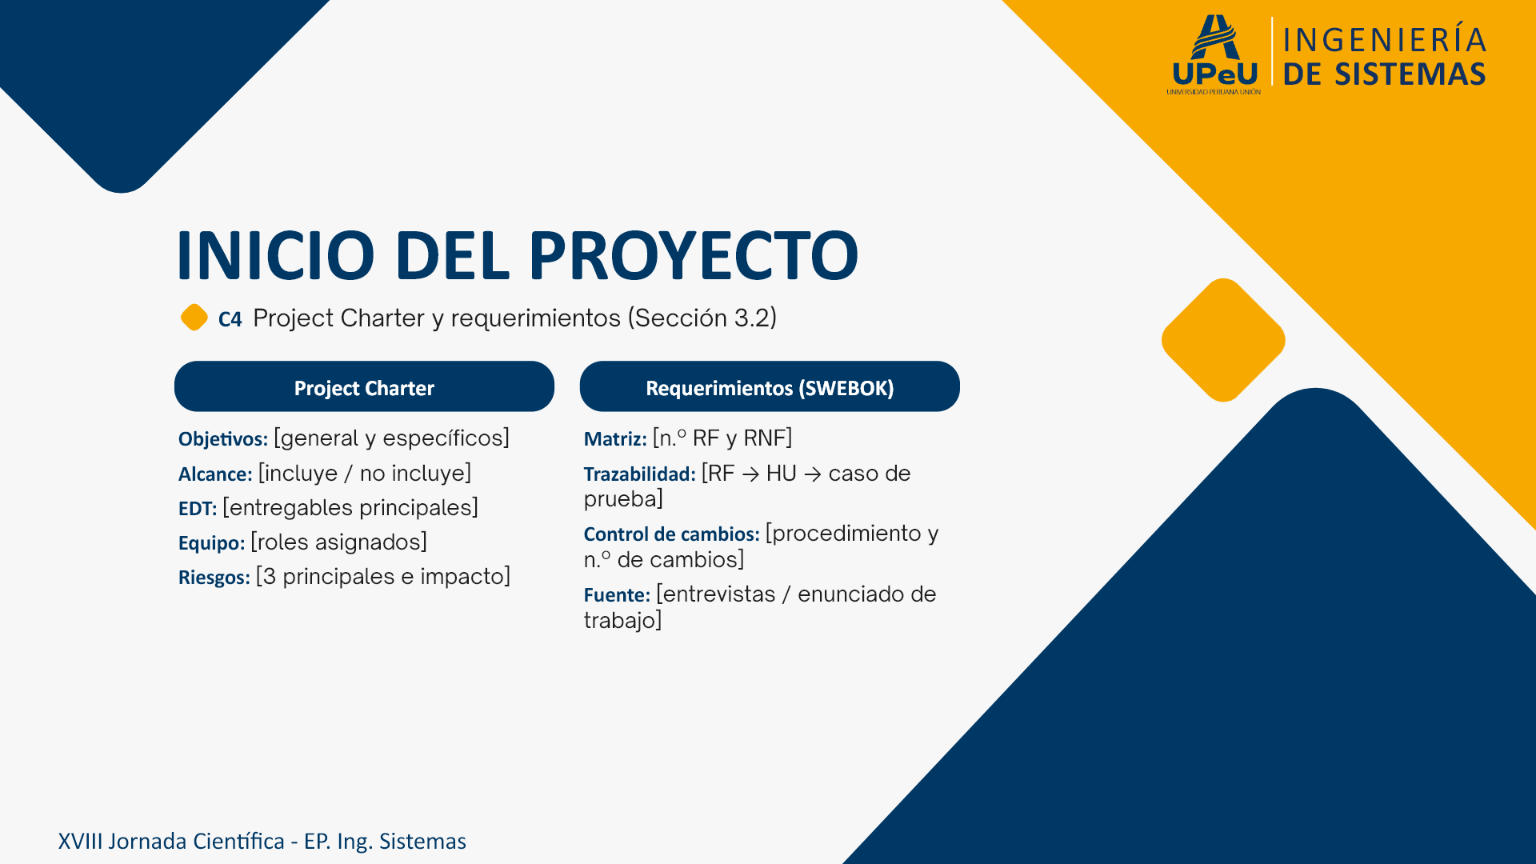 UPeU
UNIVERSIDAD PERUANA UNIÓN
INGENIERÍA
DE SISTEMAS
INICIO DEL PROYECTO
C4 Project Charter y requerimientos (Sección 3.2)
Project Charter
Objetivos: [general y específicos]
Alcance: [incluye / no incluye]
EDT: [entregables principales]
Equipo: [roles asignados]
Riesgos: [3 principales e impacto]
Requerimientos (SWEBOK)
Matriz: [n.º RF y RNF]
Trazabilidad: [RF → HU → caso de
prueba]
Control de cambios: [procedimiento y
n.º de cambios]
Fuente: [entrevistas / enunciado de
trabajo]
XVIII Jornada Científica - EP. Ing. Sistemas